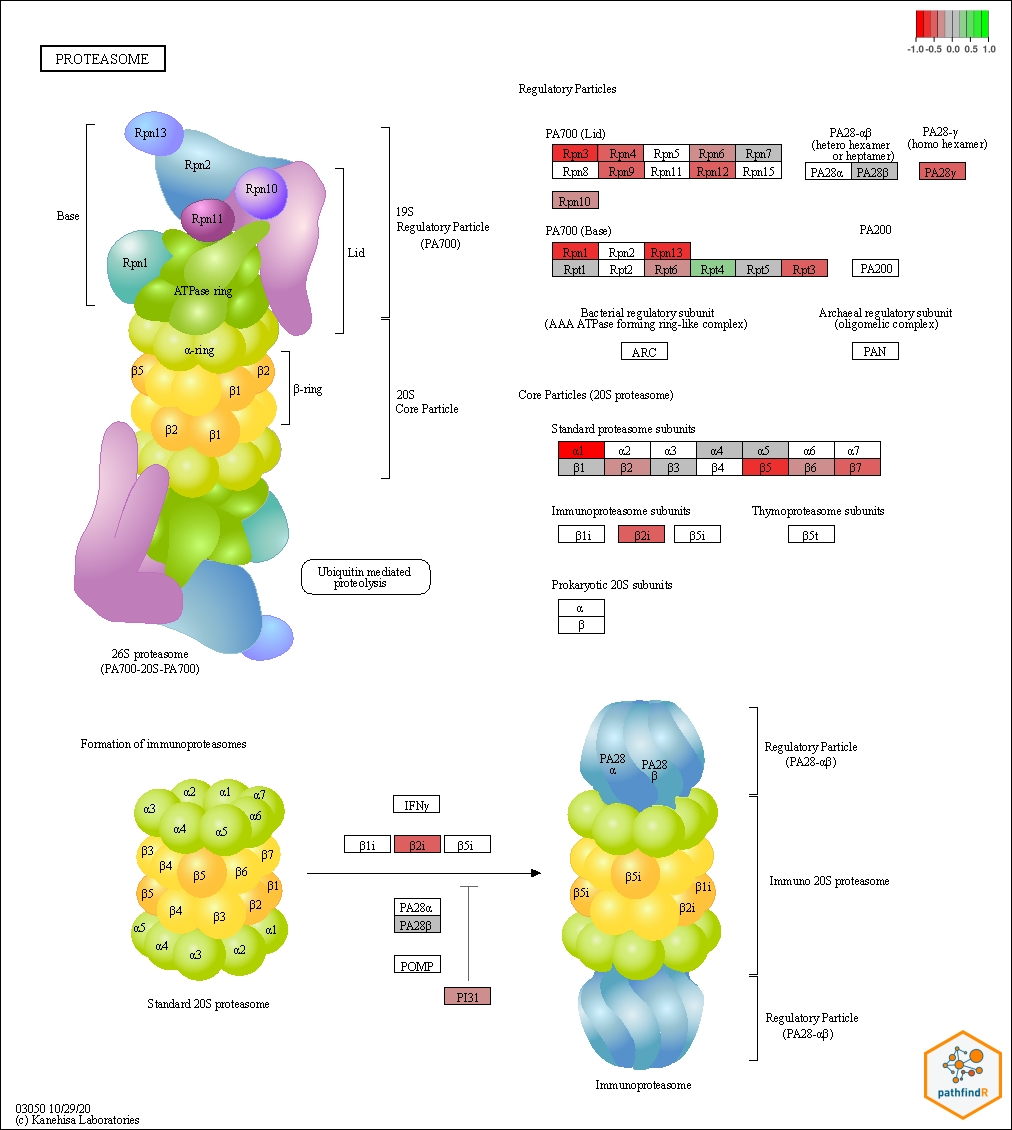 -1.0 -0.5 0.0 0.5 1.0
PROTEASOME
Regulatory Particles
Rpn13
Rpn2
Rpn10
Rpn11
Rpn1
ATPase ring
Base
Lid
19S
Regulatory Particle
(PA700)
α-ring
β5
β2
β1
β-ring
β2
β1
20S
Core Particle
Ubiquitin mediated
proteolysis
26S proteasome
(PA700-20S-PA700)
PA700 (Lid)
Rpn3 Rpn4 Rpn5 Rpn6 Rpn7
Rpn8 Rpn9 Rpn11 Rpn12 Rpn15
Rpn10
PA28-αβ
(hetero hexamer
or heptamer)
PA28α PA28β
PA28-γ
(homo hexamer)
PA28γ
PA700 (Base)
Rpn1 Rpn2 Rpn13
Rpt1 Rpt2 Rpt6 Rpt4 Rpt5 Rpt3
PA200
PA200
Bacterial regulatory subunit
(AAA ATPase forming ring-like complex)
ARC
Archaeal regulatory subunit
(oligomelic complex)
PAN
Core Particles (20S proteasome)
Standard proteasome subunits
α1 α2 α3 α4 α5 α6 α7
β1 β2 β3 β4 β5 β6 β7
Immunoproteasome subunits
β1i β2i β5i
Thymoproteasome subunits
β5t
Prokaryotic 20S subunits
α
β
Formation of immunoproteasomes
α3 α2 α1 α7
α4 α5 α6
β3 β4 β5 β6 β7
β5 β4 β3 β2 β1
α5 α4 α3 α2 α1
Standard 20S proteasome
IFNγ
β1i β2i β5i
PA28α
PA28β
POMP
PI31
PA28
α
PA28
β
β5i
β5i
β1i
β2i
Regulatory Particle
(PA28-αβ)
Immuno 20S proteasome
Regulatory Particle
(PA28-αβ)
Immunoproteasome
pathfindR
03050 10/29/20
(c) Kanehisa Laboratories